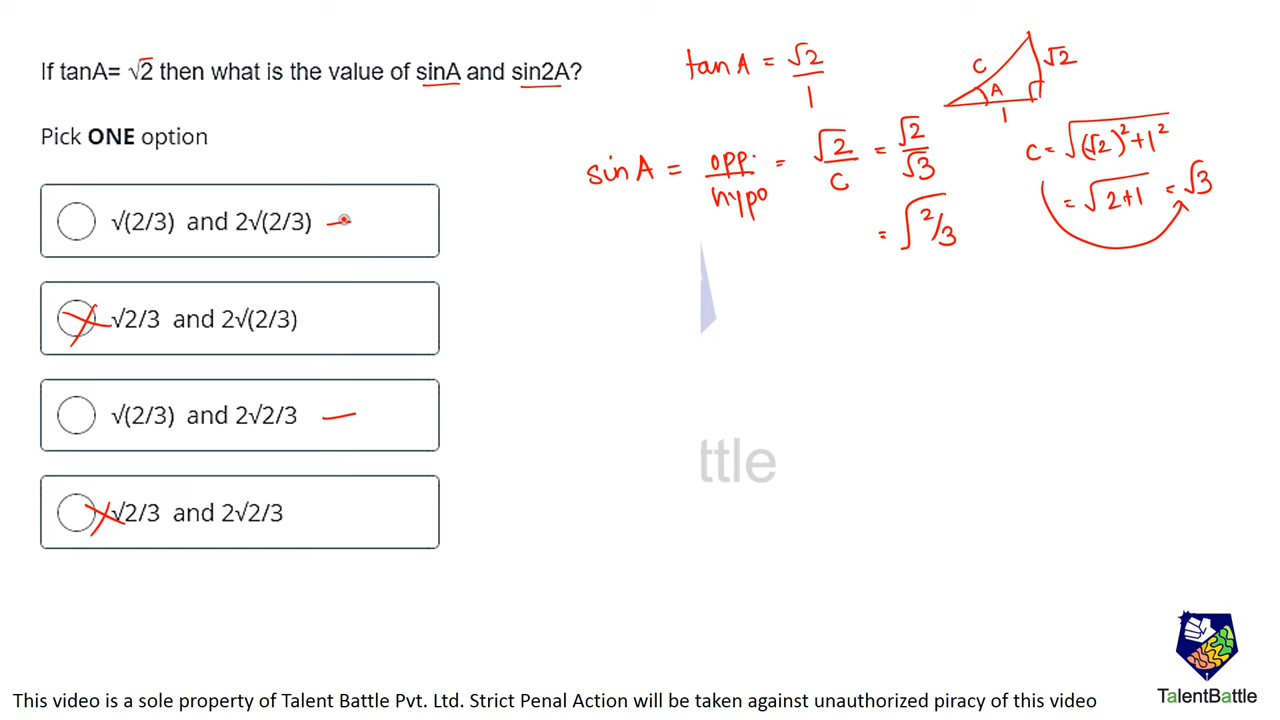 If tanA= √2 then what is the value of sinA and sin2A?
Pick ONE option
√(2/3) and 2√(2/3)
√2/3 and 2√(2/3)
√(2/3) and 2√2/3
√2/3 and 2√2/3
tanA = √2/1
sinA = opp./hypo = √2/C = √2/√3
= √2/3
C
√2
A
1
C = √(√2)²+1²
= √2+1 = √3
ttle
TalentBattle
This video is a sole property of Talent Battle Pvt. Ltd. Strict Penal Action will be taken against unauthorized piracy of this video